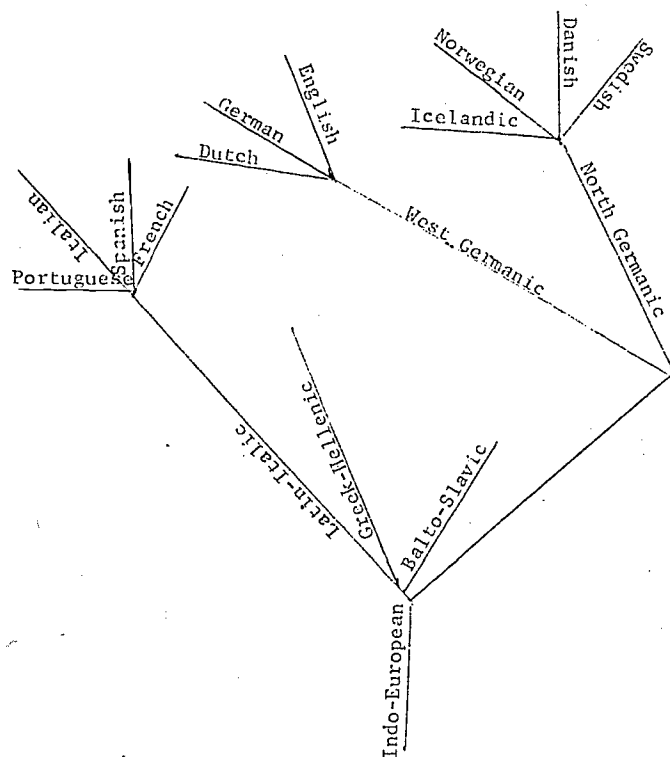 Norwegian
Danish
Swedish
Icelandic
English
German
Dutch
North Germanic
West Germanic
Italian
Spanish
French
Portuguese
Latin-Italic
Greek-Hellenic
Balto-Slavic
Indo-European